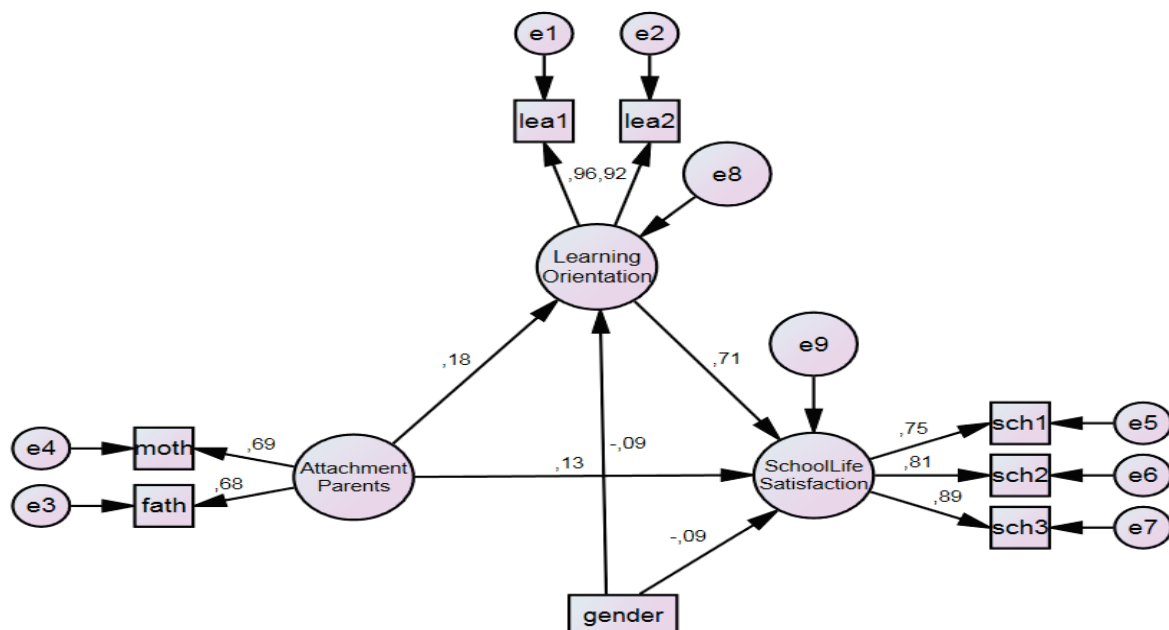 e1
e2
lea1
lea2
,96,92
e8
Learning
Orientation
e9
,18
,71
e4
moth
,69
Attachment
Parents
-,09
,13
SchoolLife
Satisfaction
,75
sch1
e5
,81
sch2
e6
e3
fath
,68
,89
sch3
e7
-,09
gender